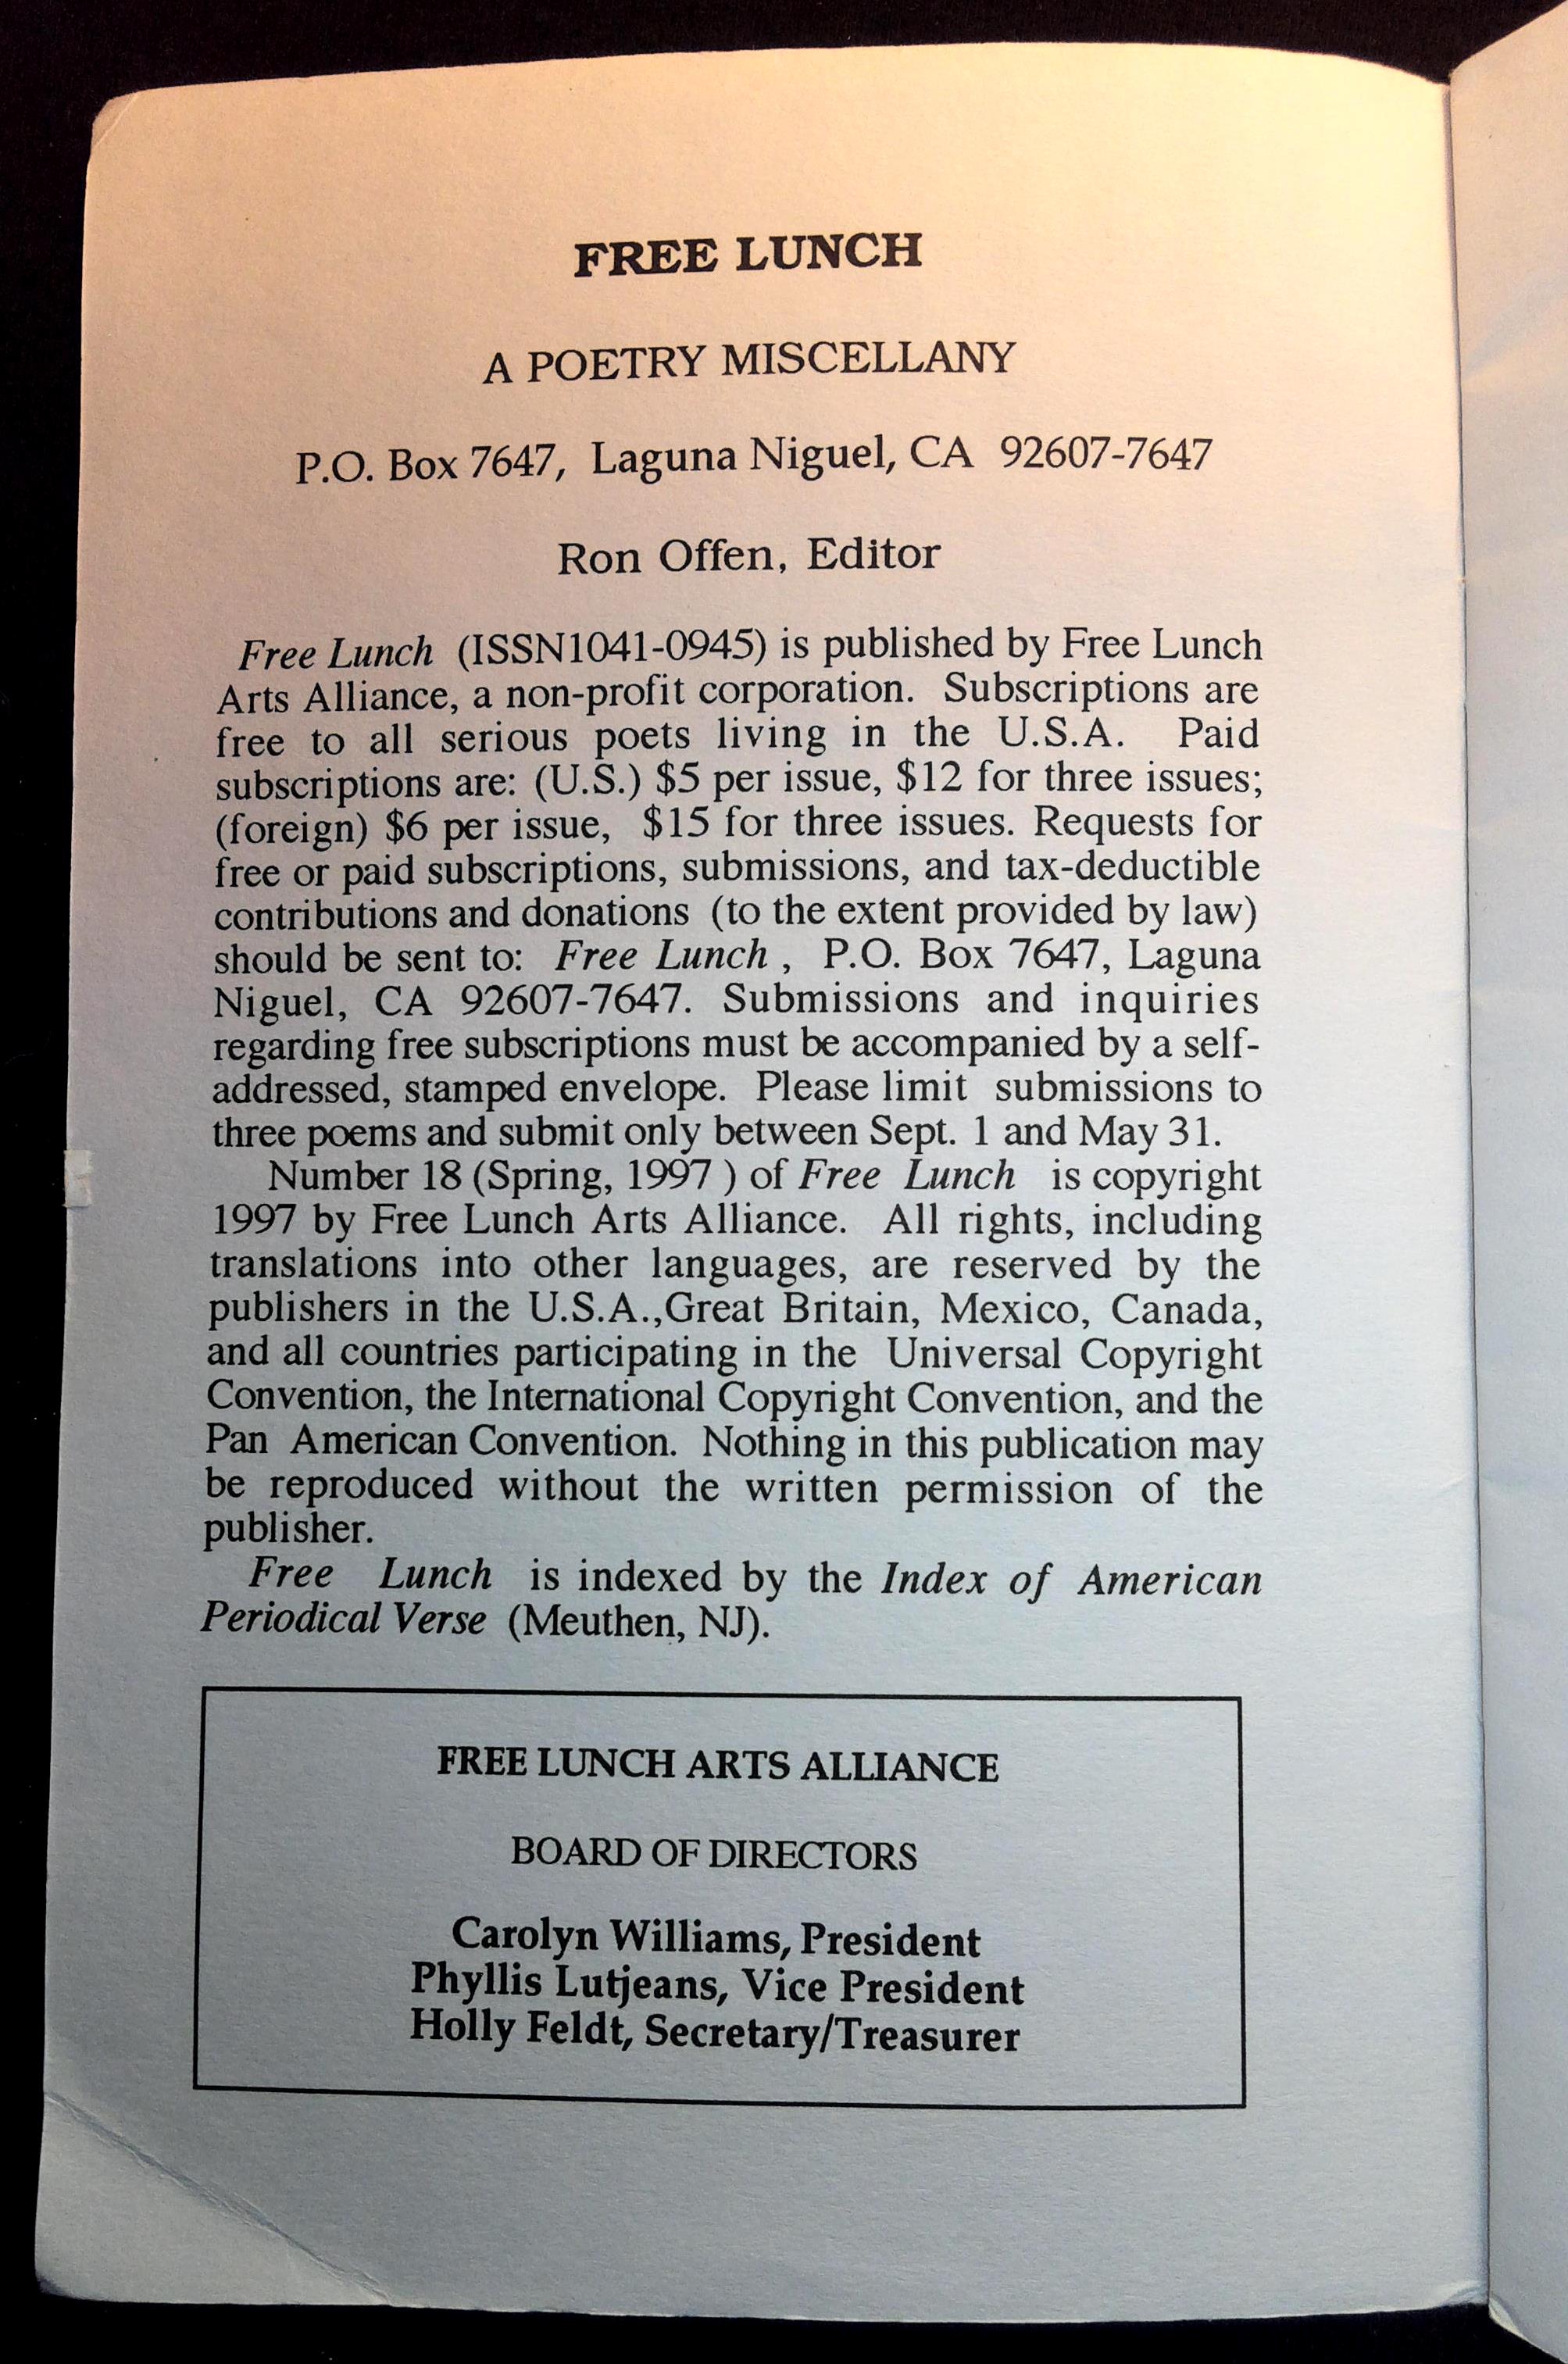 FREE LUNCH
A POETRY MISCELLANY
P.O. Box 7647, Laguna Niguel, CA 92607-7647
Ron Offen, Editor
Free Lunch (ISSN1041-0945) is published by Free Lunch
Arts Alliance, a non-profit corporation. Subscriptions are
free to all serious poets living in the U.S.A. Paid
subscriptions are: (U.S.) $5 per issue, $12 for three issues;
(foreign) $6 per issue, $15 for three issues. Requests for
free or paid subscriptions, submissions, and tax-deductible
contributions and donations (to the extent provided by law)
should be sent to: Free Lunch , P.O. Box 7647, Laguna
Niguel, CA 92607-7647. Submissions and inquiries
regarding free subscriptions must be accompanied by a self-
addressed, stamped envelope. Please limit submissions to
three poems and submit only between Sept. 1 and May 31.
Number 18 (Spring, 1997 ) of Free Lunch is copyright
1997 by Free Lunch Arts Alliance. All rights, including
translations into other languages, are reserved by the
publishers in the U.S.A.,Great Britain, Mexico, Canada,
and all countries participating in the Universal Copyright
Convention, the International Copyright Convention, and the
Pan American Convention. Nothing in this publication may
be reproduced without the written permission of the
publisher.
Free Lunch is indexed by the Index of American
Periodical Verse (Meuthen, NJ).
FREE LUNCH ARTS ALLIANCE
BOARD OF DIRECTORS
Carolyn Williams, President
Phyllis Lutjeans, Vice President
Holly Feldt, Secretary/Treasurer